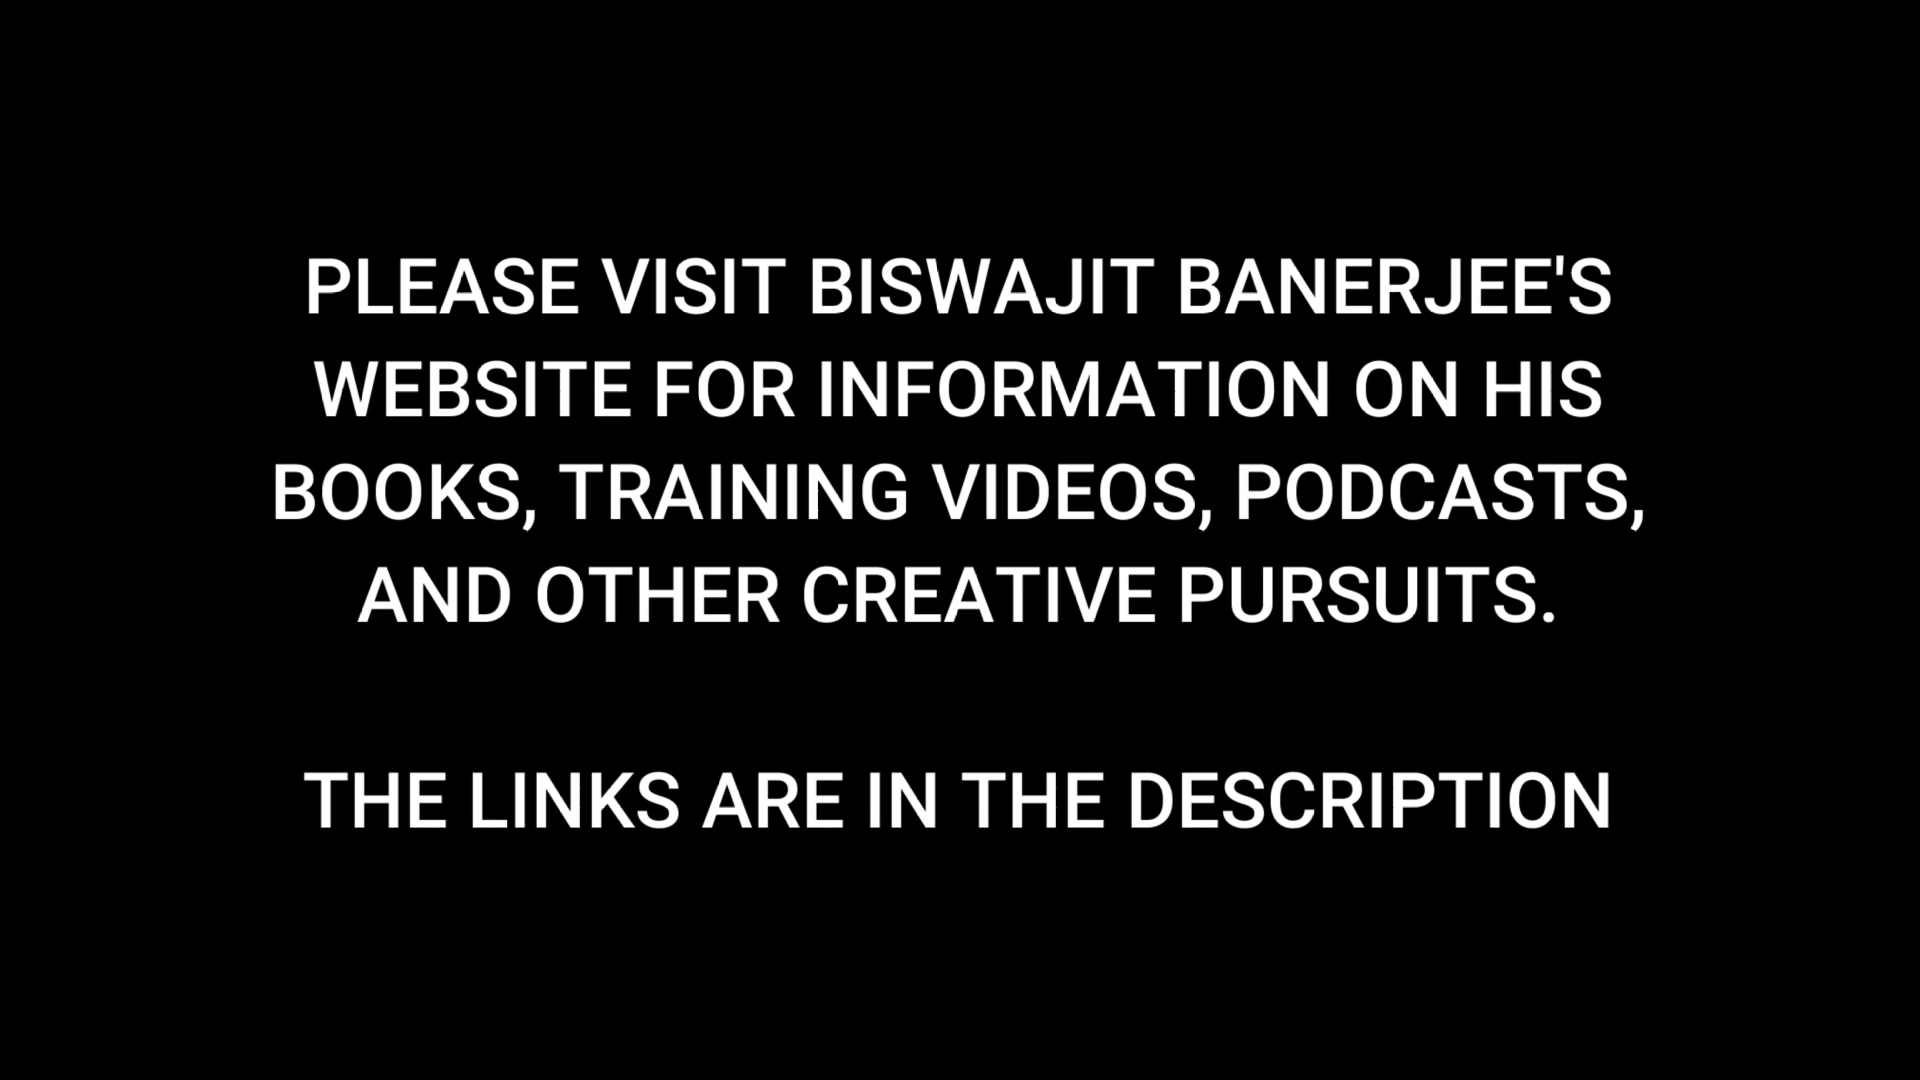 PLEASE VISIT BISWAJIT BANERJEE'S
WEBSITE FOR INFORMATION ON HIS
BOOKS, TRAINING VIDEOS, PODCASTS,
AND OTHER CREATIVE PURSUITS.
THE LINKS ARE IN THE DESCRIPTION